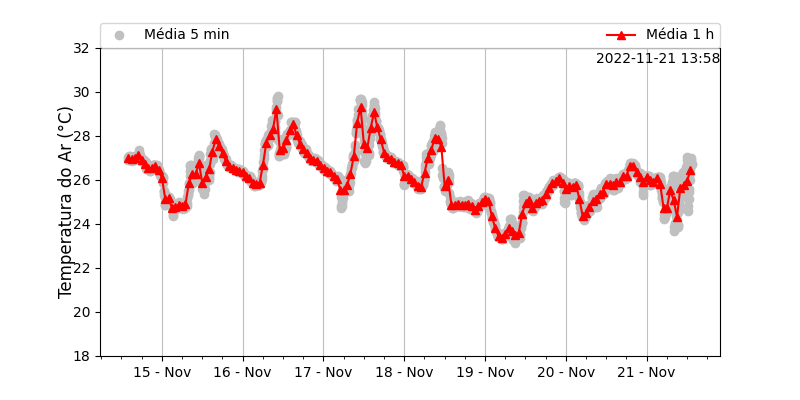 Média 5 min
Média 1 h
2022-11-21 13:58
Temperatura do Ar (°C)
32
30
28
26
24
22
20
18
15 - Nov
16 - Nov
17 - Nov
18 - Nov
19 - Nov
20 - Nov
21 - Nov